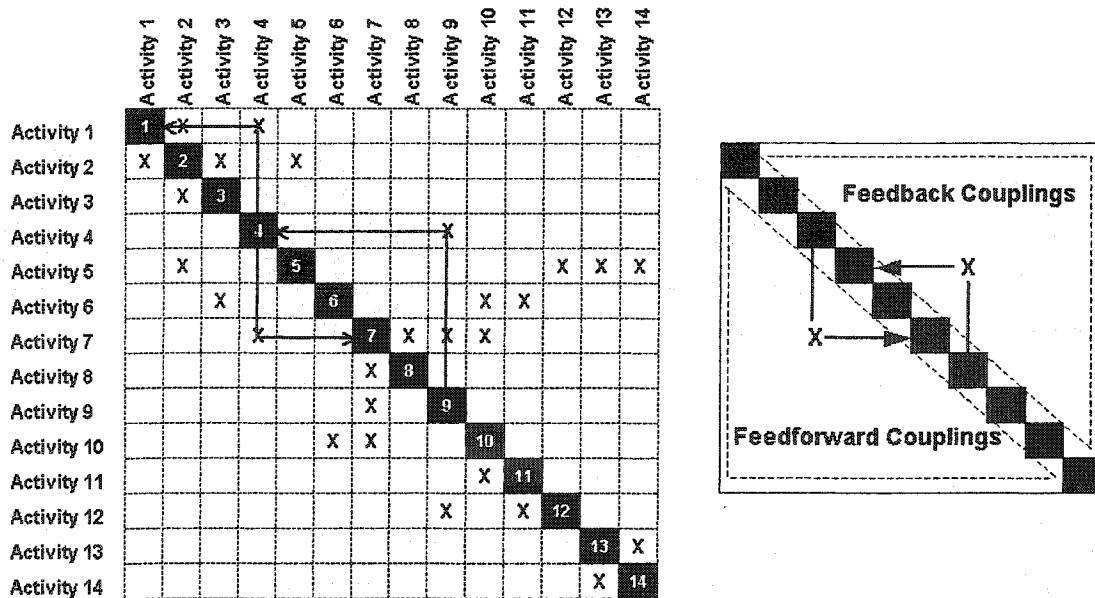 Activity 1 Activity 2 Activity 3 Activity 4 Activity 5 Activity 6 Activity 7 Activity 8 Activity 9 Activity 10 Activity 11 Activity 12 Activity 13 Activity 14
Activity 1 1 X X
Activity 2 X 2 X X
Activity 3 X 3
Activity 4 4 X
Activity 5 X 5 X X X
Activity 6 X 6 X X
Activity 7 X 7 X X X
Activity 8 X 8
Activity 9 X 9
Activity 10 X X 10
Activity 11 X 11
Activity 12 X X 12
Activity 13 13 X
Activity 14 X 14
Feedback Couplings
X
X
Feedforward Couplings